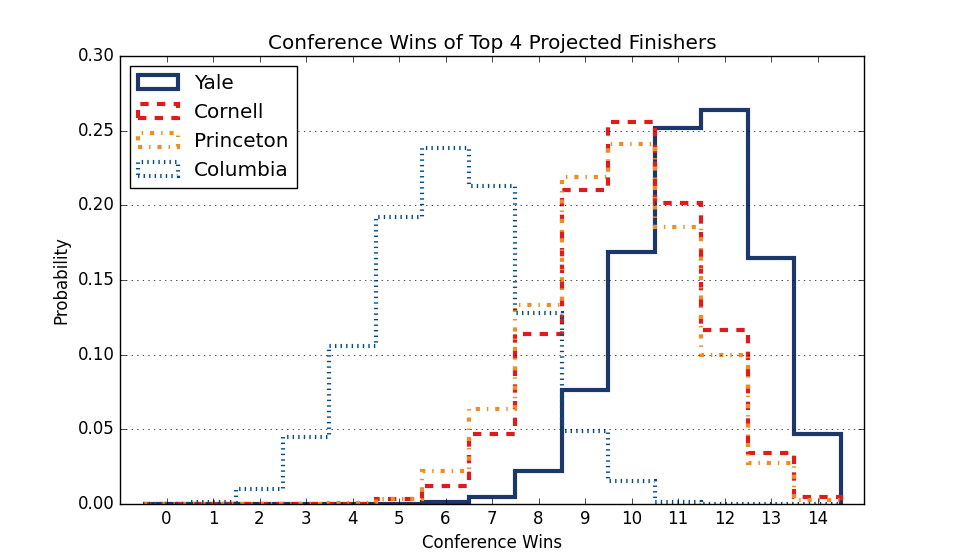 Conference Wins of Top 4 Projected Finishers
Yale
Cornell
Princeton
Columbia
0.30
0.25
0.20
0.15
0.10
0.05
0.00
Probability
0 1 2 3 4 5 6 7 8 9 10 11 12 13 14
Conference Wins